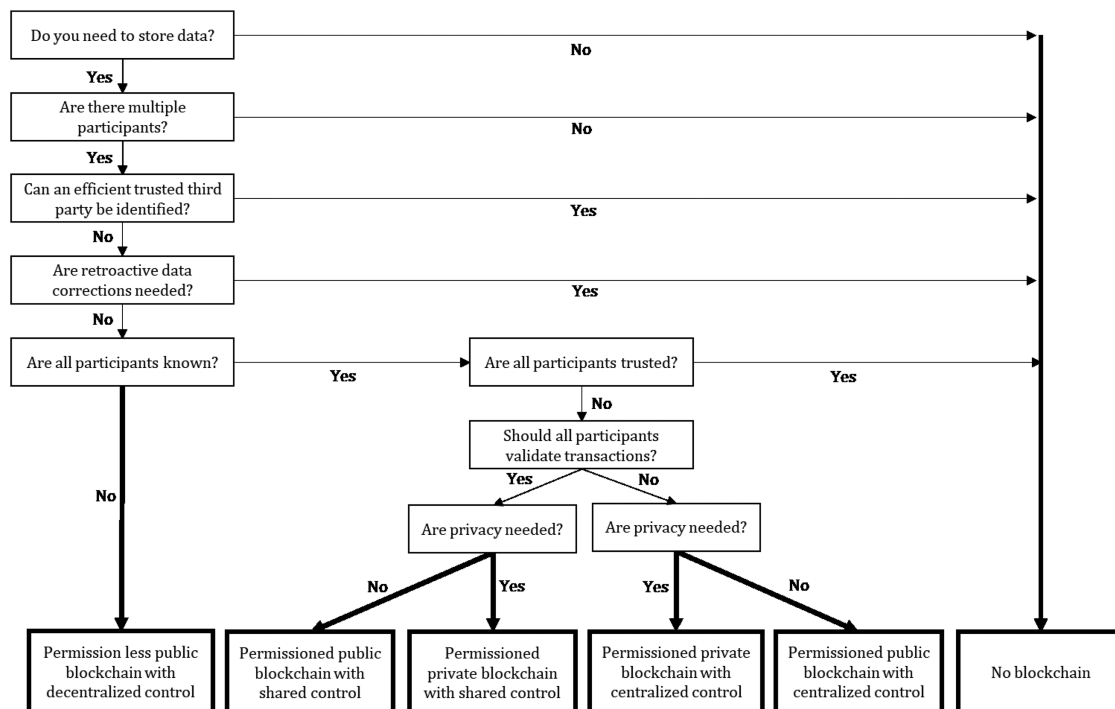 Do you need to store data?
No
Yes
Are there multiple
participants?
No
Yes
Can an efficient trusted third
party be identified?
Yes
No
Are retroactive data
corrections needed?
Yes
No
Are all participants known?
Yes
Are all participants trusted?
Yes
No
Should all participants
validate transactions?
Yes
No
Are privacy needed?
Are privacy needed?
No
No
Yes
Yes
No
Permission less public
blockchain with
decentralized control
Permissioned public
blockchain with
shared control
Permissioned
private blockchain
with shared control
Permissioned private
blockchain with
centralized control
Permissioned public
blockchain with
centralized control
No blockchain